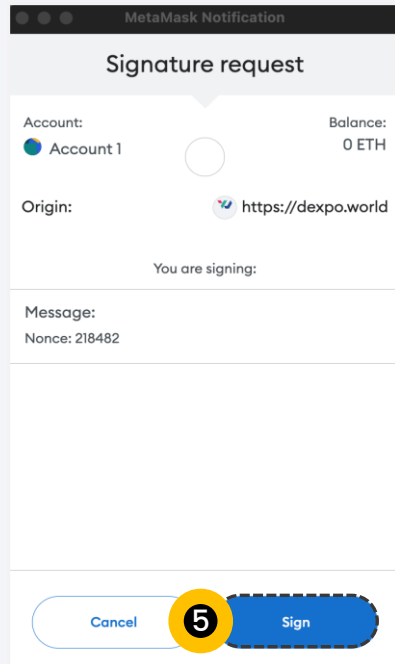 MetaMask Notification
Signature request
Account: Balance:
Account 1 0 ETH
Origin: https://dexpo.world
You are signing:
Message:
Nonce: 218482
Cancel 5 Sign